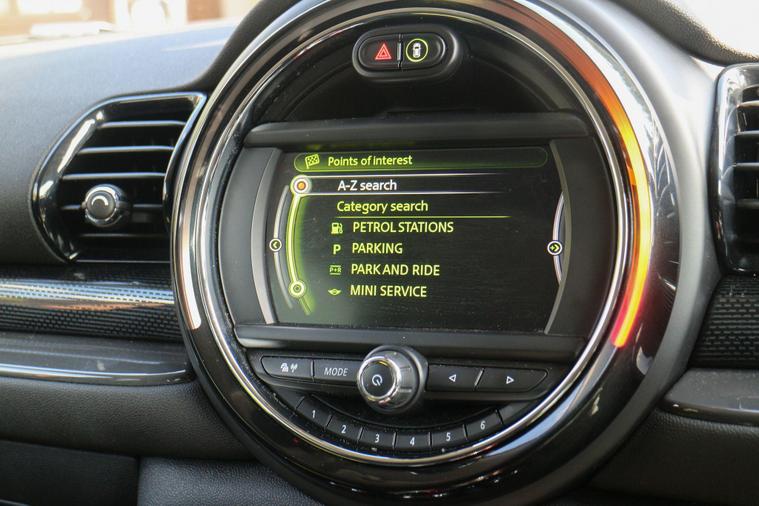 Points of interest
A-Z search
Category search
PETROL STATIONS
P PARKING
P+R PARK AND RIDE
MINI SERVICE
MODE
1 2 3 4 5 6